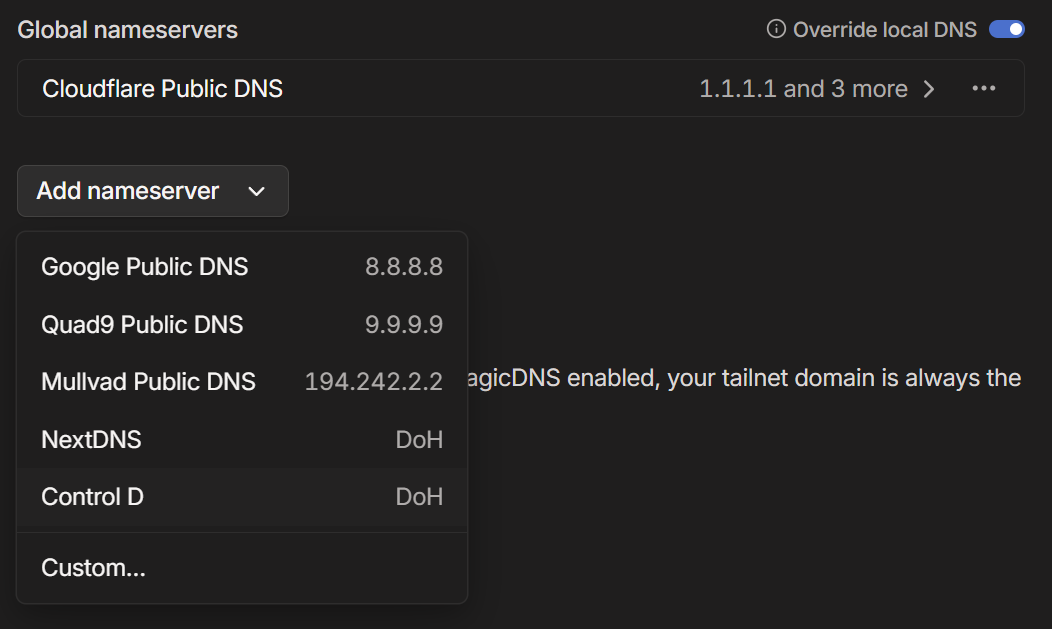 Global nameservers Override local DNS
Cloudflare Public DNS 1.1.1.1 and 3 more
Add nameserver
Google Public DNS 8.8.8.8
Quad9 Public DNS 9.9.9.9
Mullvad Public DNS 194.242.2.2 agicDNS enabled, your tailnet domain is always the
NextDNS DoH
Control D DoH
Custom...